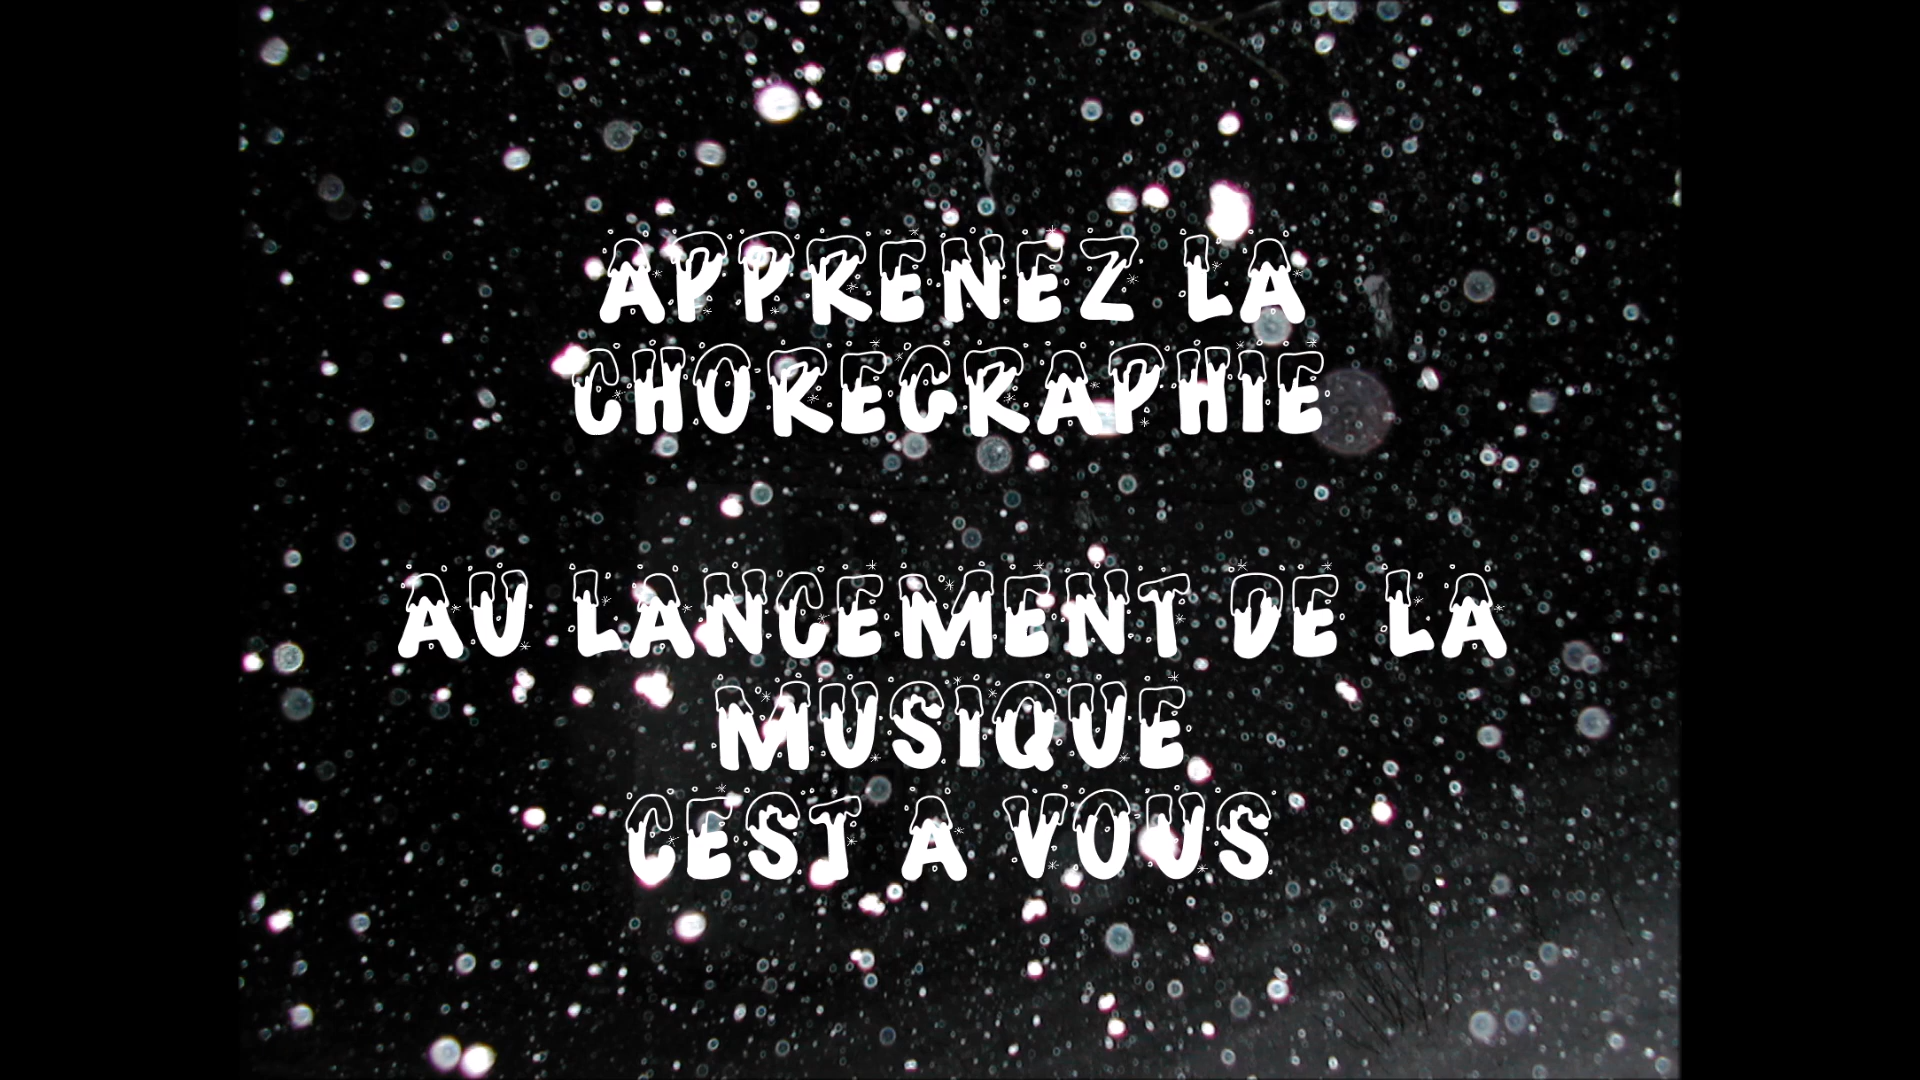 APPRENEZ LA
CHOREGRAPHIE
AU LANCEMENT DE LA
MUSIQUE
CEST A VOUS